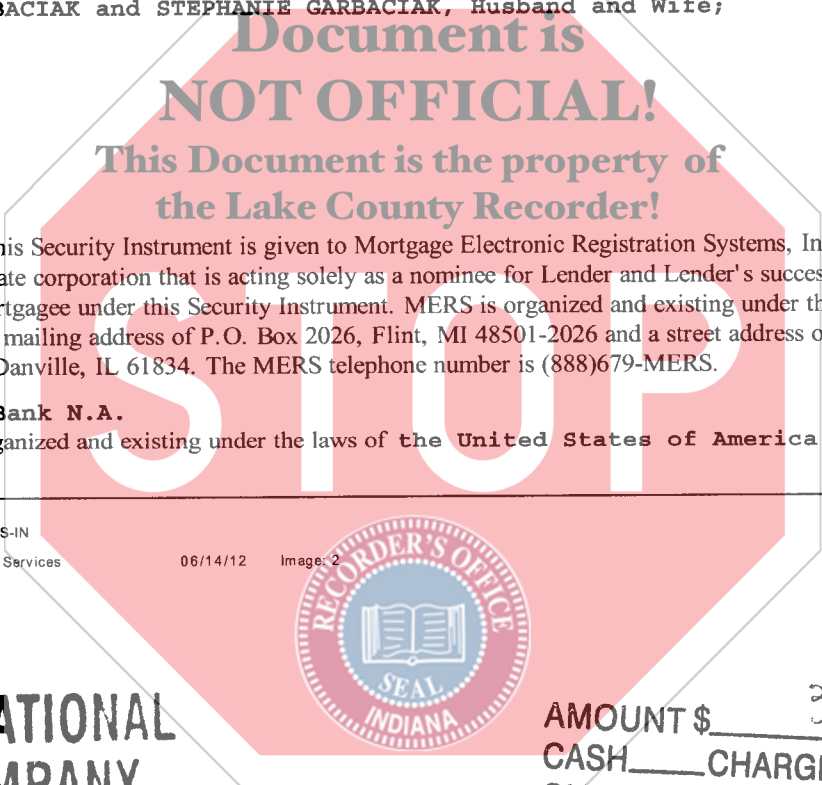 BACIAK and STEPHANIE GARBACIAK, Husband and Wife;
Document is
NOT OFFICIAL!
This Document is the property of
the Lake County Recorder!
his Security Instrument is given to Mortgage Electronic Registration Systems, In
ate corporation that is acting solely as a nominee for Lender and Lender's succes
rtgagee under this Security Instrument. MERS is organized and existing under th
mailing address of P.O. Box 2026, Flint, MI 48501-2026 and a street address o
Danville, IL 61834. The MERS telephone number is (888)679-MERS.
STOP
Bank N.A.
ganized and existing under the laws of the United States of America
S-IN
Services 06/14/12 Image: 2
RECORDER'S OFFICE
SEAL
INDIANA
ATIONAL
MPANY
AMOUNT $
CASH CHARGE